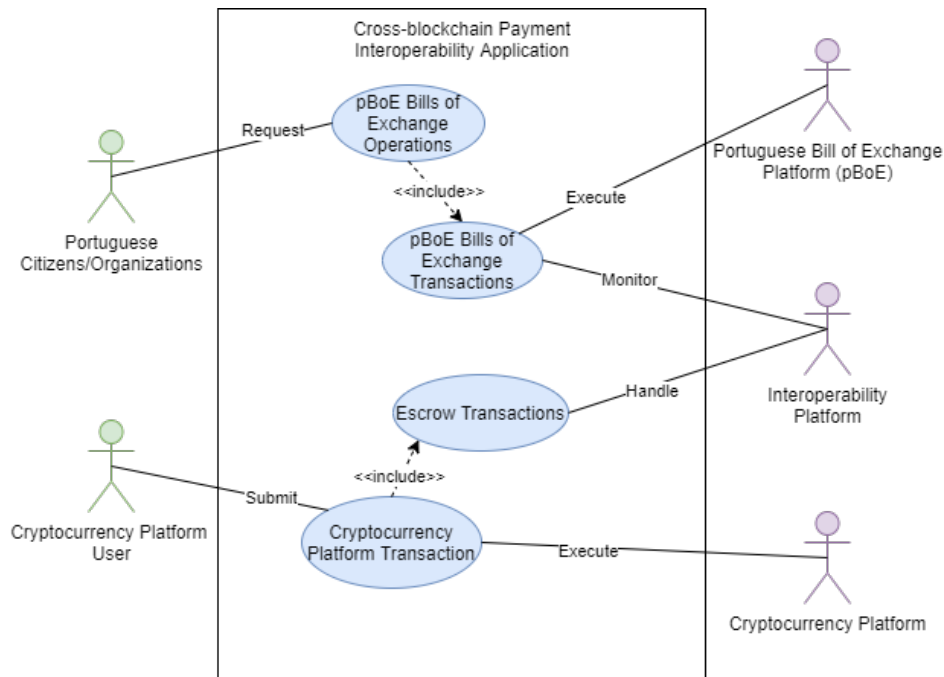 Cross-blockchain Payment
Interoperability Application
pBoE Bills of
Exchange
Operations
Request
<<include>>
Portuguese
Citizens/Organizations
Portuguese Bill of Exchange
Platform (pBoE)
Execute
pBoE Bills of
Exchange
Transactions
Monitor
Interoperability
Platform
Handle
Escrow Transactions
<<include>>
Submit
Cryptocurrency Platform
User
Cryptocurrency
Platform Transaction
Execute
Cryptocurrency Platform